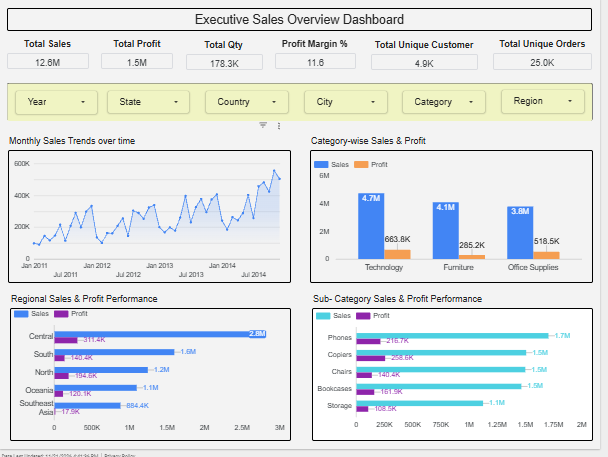 Executive Sales Overview Dashboard
Total Sales Total Profit Total Qty Profit Margin % Total Unique Customer Total Unique Orders
12.6M 1.5M 178.3K 11.6 4.9K 25.0K
Year State Country City Category Region
Monthly Sales Trends over time
600K
400K
200K
0
Jan 2011 Jan 2012 Jan 2013 Jan 2014
Jul 2011 Jul 2012 Jul 2013 Jul 2014
Category-wise Sales & Profit
Sales Profit
6M
4M
2M
0
4.7M 4.1M 3.8M
663.8K 285.2K 518.5K
Technology Furniture Office Supplies
Regional Sales & Profit Performance
Sales Profit
Central 2.8M
311.4K
South 1.6M
140.4K
North 1.2M
194.6K
Oceania 1.1M
120.1K
Southeast
Asia 884.4K
17.9K
0 500K 1M 1.5M 2M 2.5M 3M
Sub- Category Sales & Profit Performance
Sales Profit
Phones 1.7M
216.7K
Copiers 1.5M
258.6K
Chairs 1.5M
140.4K
Bookcases 1.5M
161.9K
Storage 1.1M
108.5K
0 250K 500K 750K 1M 1.25M 1.5M 1.75M 2M
Privacy Policy